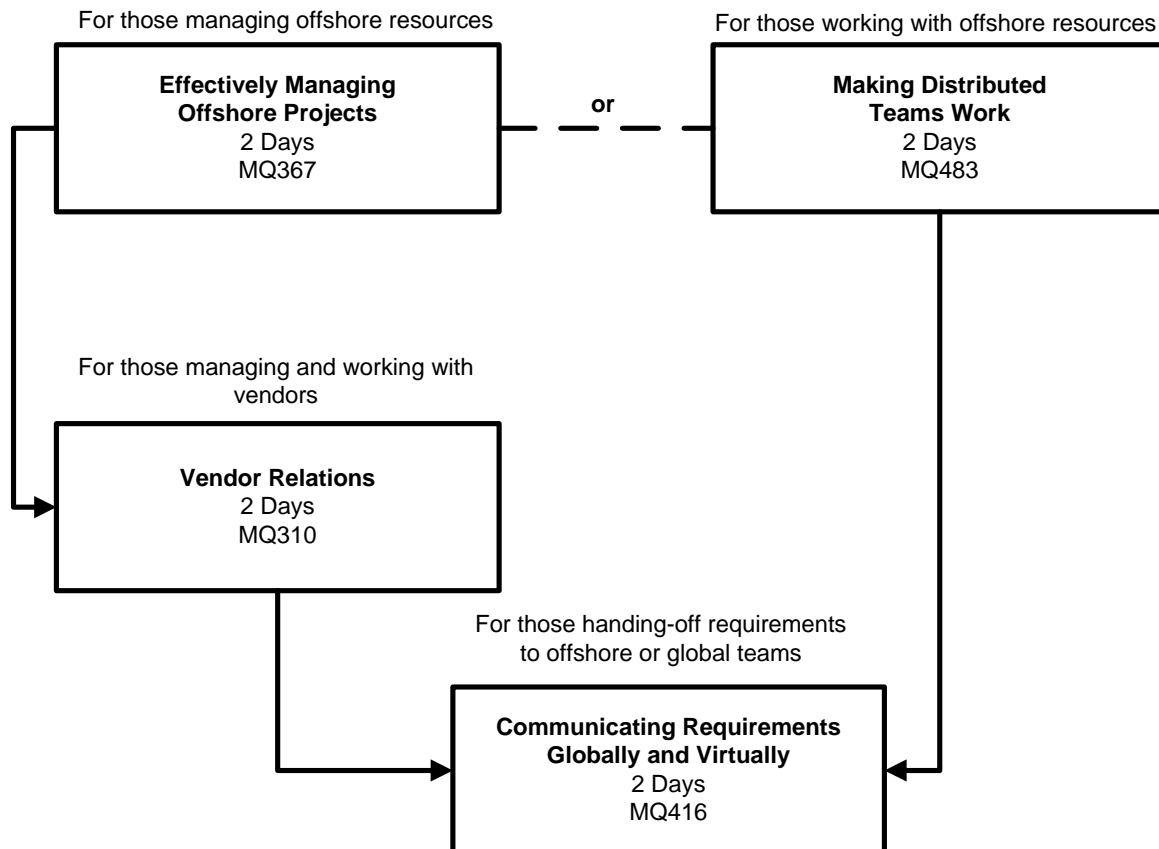 For those managing offshore resources
For those working with offshore resources
Effectively Managing
Offshore Projects
2 Days
MQ367
or
Making Distributed
Teams Work
2 Days
MQ483
For those managing and working with
vendors
Vendor Relations
2 Days
MQ310
For those handing-off requirements
to offshore or global teams
Communicating Requirements
Globally and Virtually
2 Days
MQ416